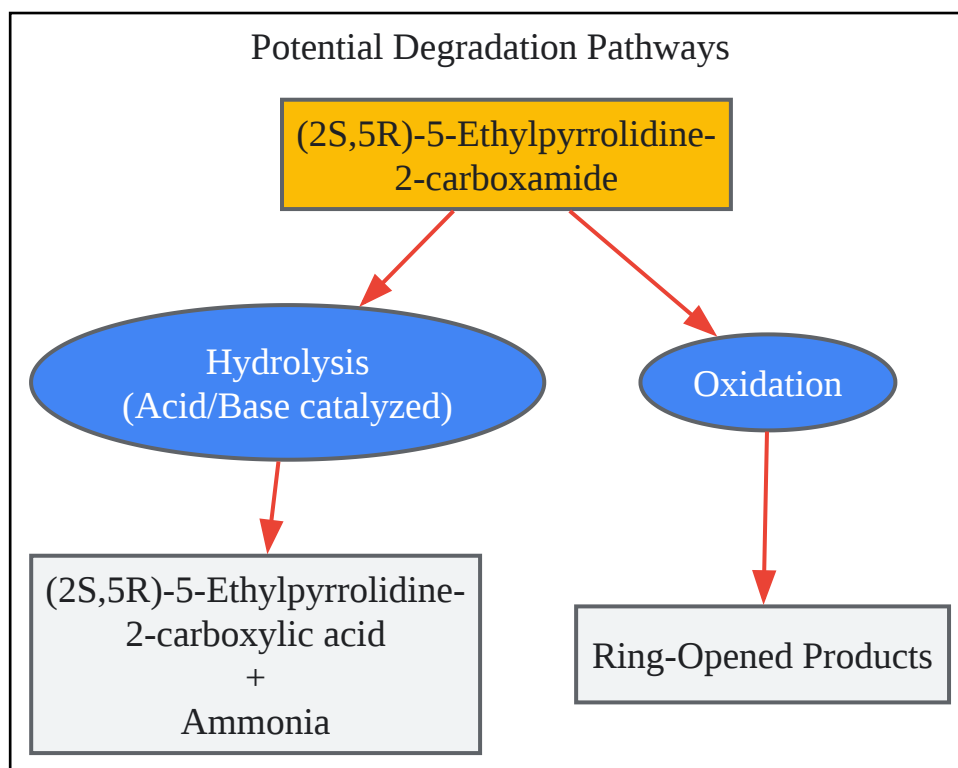 Potential Degradation Pathways
(2S,5R)-5-Ethylpyrrolidine-
2-carboxamide
Hydrolysis
(Acid/Base catalyzed)
Oxidation
(2S,5R)-5-Ethylpyrrolidine-
2-carboxylic acid
+
Ammonia
Ring-Opened Products